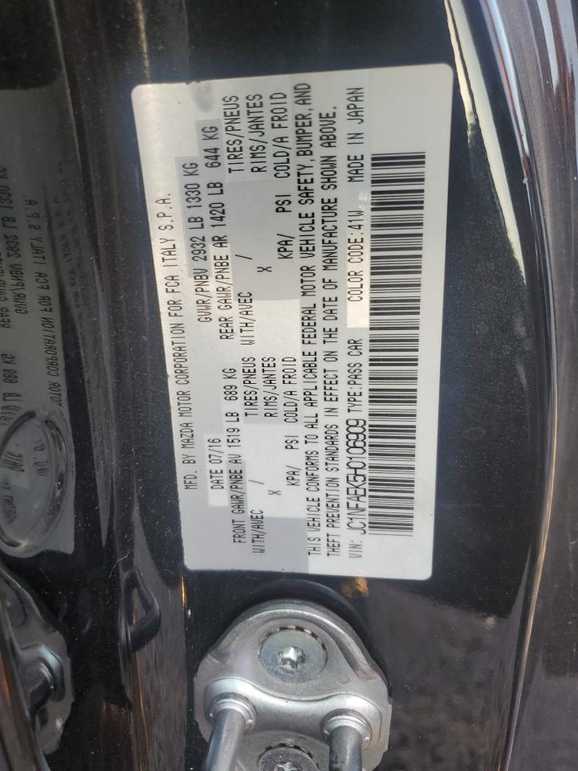 MFD. BY MAZDA MOTOR CORPORATION FOR FCA ITALY S.P.A.
DATE 07/16 GVWR/PNBV 2932 LB 1330 KG
FRONT GAWR/PNBE AV 1519 LB 689 KG REAR GAWR/PNBE AR 1420 LB 644 KG
WITH/AVEC / TIRES/PNEUS WITH/AVEC / TIRES/PNEUS
X RIMS/JANTES X RIMS/JANTES
KPA/ PSI COLD/A FROID KPA/ PSI COLD/A FROID
THIS VEHICLE CONFORMS TO ALL APPLICABLE FEDERAL MOTOR VEHICLE SAFETY, BUMPER, AND
THEFT PREVENTION STANDARDS IN EFFECT ON THE DATE OF MANUFACTURE SHOWN ABOVE.
VIN: JC1NFAEK5H0106909 TYPE:PASS CAR COLOR CODE:41W MADE IN JAPAN